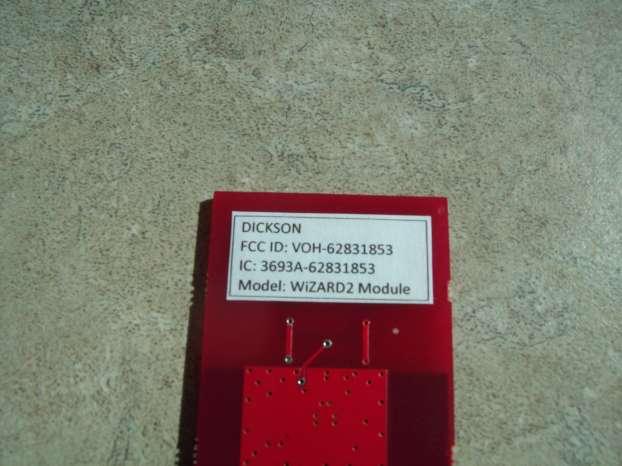 DICKSON
FCC ID: VOH-62831853
IC: 3693A-62831853
Model: WiZARD2 Module